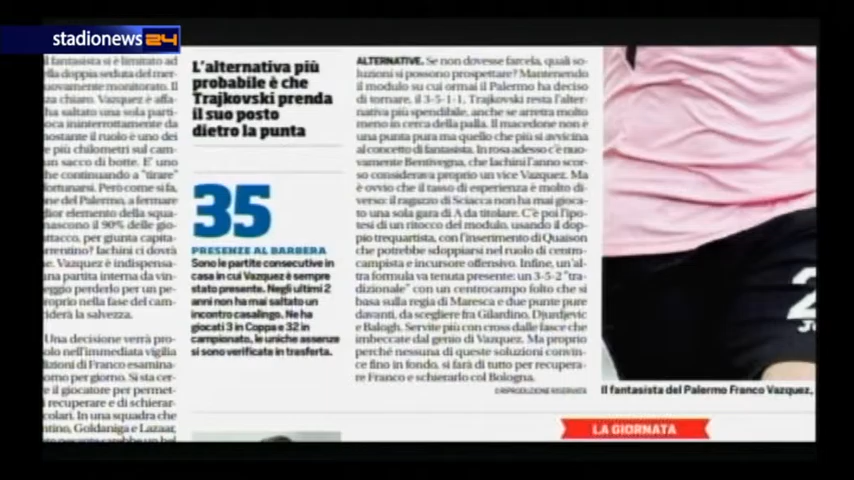 stadionews 24
il fantasista si è limitato ad
lla doppia seduta del mer-
uovamente monitorato. Il
za chiaro. Vazquez è affa-
ha saltato una sola parti-
oca ininterrottamente da
nostante il ruolo è uno dei
e più chilometri sul cam-
un sacco di botte. E' uno
che continuando a "tirare"
fortunarsi. Però come si fa,
one del Palermo, a fermare
glior elemento della squa-
nascono il 90% delle gio-
attacco, per giunta capita-
orrentino? Iachini ci dovrà
e. Vazquez è indispensa-
una partita interna da vin-
eggio perderlo per un pe-
proprio nella fase del cam-
ciderà la salvezza.
Una decisione verrà pro-
solo nell'immediata vigilia
dizioni di Franco esamina-
orno per giorno. Si sta cer-
e il giocatore per permet-
i recuperare e di schierar-
colari. In una squadra che
ntino, Goldaniga e Lazaar,
L'alternativa più
probabile è che
Trajkovski prenda
il suo posto
dietro la punta
35
PRESENZE AL BARBERA
Sono le partite consecutive in
casa in cui Vazquez è sempre
stato presente. Negli ultimi 2
anni non ha mai saltato un
incontro casalingo. Ne ha
giocati 3 in Coppa e 32 in
campionato, le uniche assenze
si sono verificate in trasferta.
ALTERNATIVE. Se non dovesse farcela, quali so-
luzioni si possono prospettare? Mantenendo
il modulo su cui ormai il Palermo ha deciso
di tornare, il 3-5-1-1, Trajkovski resta l'alter-
nativa più spendibile, anche se arretra molto
meno in cerca della palla. Il macedone non è
una punta pura ma quello che più si avvicina
al concetto di fantasista. In rosa adesso c'è nuo-
vamente Bentivegna, che Iachini l'anno scor-
so considerava proprio un vice Vazquez. Ma
è ovvio che il tasso di esperienza è molto di-
verso: il ragazzo di Sciacca non ha mai gioca-
to una sola gara di A da titolare. C'è poi l'ipo-
tesi di un ritocco del modulo, usando il dop-
pio trequartista, con l'inserimento di Quaison
che potrebbe sdoppiarsi nel ruolo di centro-
campista e incursore offensivo. Infine, un'al-
tra formula va tenuta presente: un 3-5-2 "tra-
dizionale" con un centrocampo folto che si
basa sulla regia di Maresca e due punte pure
davanti, da scegliere fra Gilardino, Djurdjevic
e Balogh. Servite più con cross dalle fasce che
imbeccate dal genio di Vazquez. Ma proprio
perché nessuna di queste soluzioni convin-
ce fino in fondo, si farà di tutto per recupera-
re Franco e schierarlo col Bologna.
©RIPRODUZIONE RISERVATA
2
Il fantasista del Palermo Franco Vazquez,
LA GIORNATA